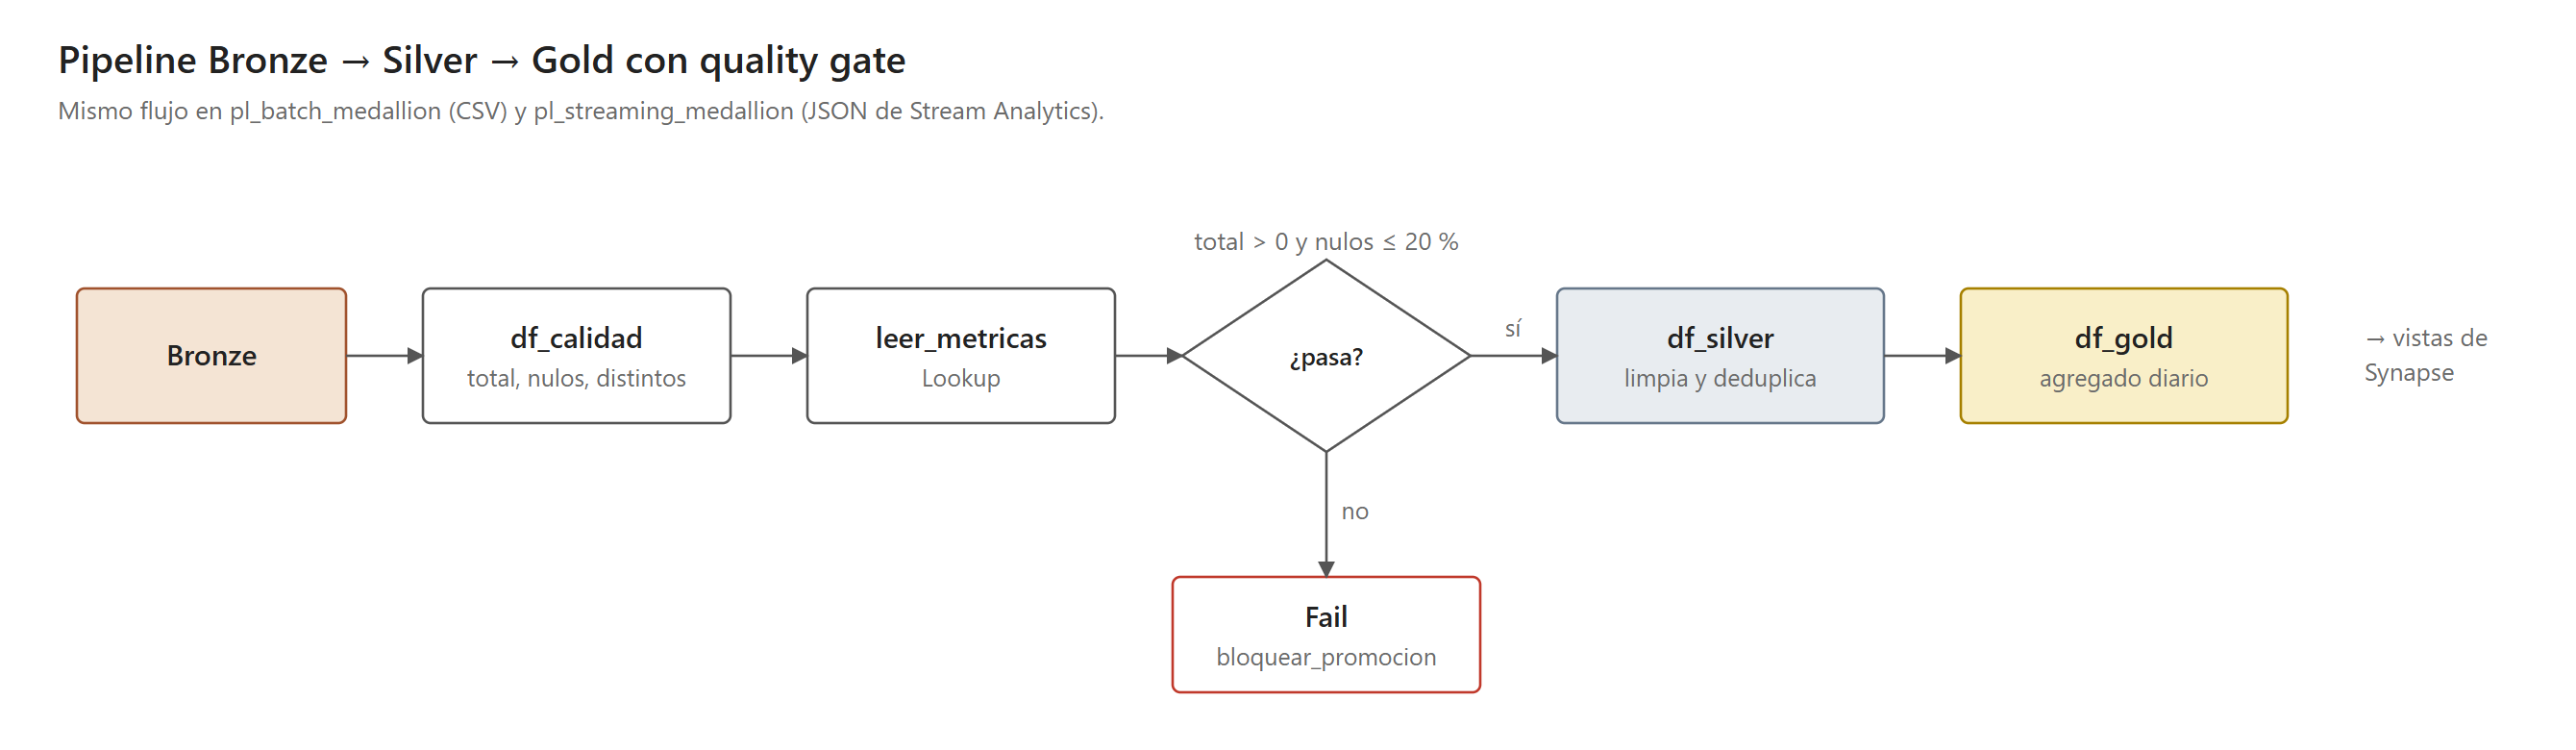 Pipeline Bronze → Silver → Gold con quality gate
Mismo flujo en pl_batch_medallion (CSV) y pl_streaming_medallion (JSON de Stream Analytics).
total > 0 y nulos ≤ 20 %
Bronze
df_calidad
total, nulos, distintos
leer_metricas
Lookup
¿pasa?
sí
df_silver
limpia y deduplica
df_gold
agregado diario
→ vistas de
Synapse
no
Fail
bloquear_promocion